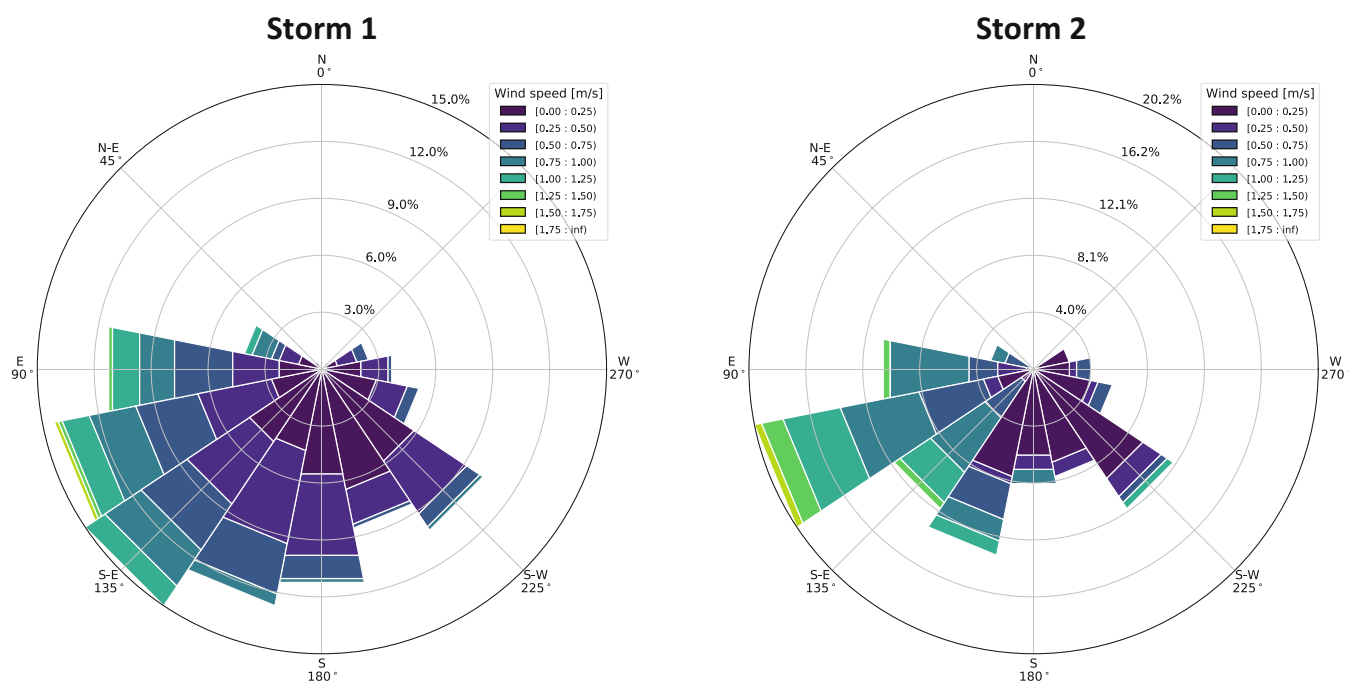 Storm 1
N
0°
15.0%
12.0%
9.0%
6.0%
3.0%
Wind speed [m/s]
[0.00 : 0.25)
[0.25 : 0.50)
[0.50 : 0.75)
[0.75 : 1.00)
[1.00 : 1.25)
[1.25 : 1.50)
[1.50 : 1.75)
[1.75 : inf)
N-E
45°
E
90°
S-E
135°
S
180°
S-W
225°
W
270°
Storm 2
N
0°
20.2%
16.2%
12.1%
8.1%
4.0%
Wind speed [m/s]
[0.00 : 0.25)
[0.25 : 0.50)
[0.50 : 0.75)
[0.75 : 1.00)
[1.00 : 1.25)
[1.25 : 1.50)
[1.50 : 1.75)
[1.75 : inf)
N-E
45°
E
90°
S-E
135°
S
180°
S-W
225°
W
270°